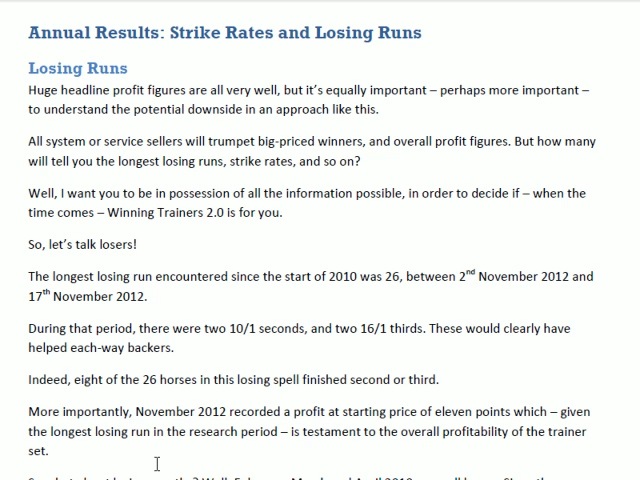 Annual Results: Strike Rates and Losing Runs
Losing Runs
Huge headline profit figures are all very well, but it's equally important – perhaps more important –
to understand the potential downside in an approach like this.
All system or service sellers will trumpet big-priced winners, and overall profit figures. But how many
will tell you the longest losing runs, strike rates, and so on?
Well, I want you to be in possession of all the information possible, in order to decide if – when the
time comes – Winning Trainers 2.0 is for you.
So, let's talk losers!
The longest losing run encountered since the start of 2010 was 26, between 2nd November 2012 and
17th November 2012.
During that period, there were two 10/1 seconds, and two 16/1 thirds. These would clearly have
helped each-way backers.
Indeed, eight of the 26 horses in this losing spell finished second or third.
More importantly, November 2012 recorded a profit at starting price of eleven points which – given
the longest losing run in the research period – is testament to the overall profitability of the trainer
set.